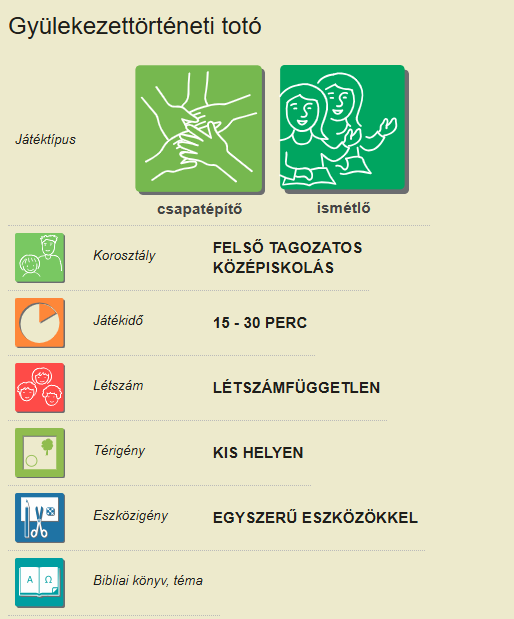 Gyülekezettörténeti totó
Játéktípus
csapatépítő
ismétlő
Korosztály
FELSŐ TAGOZATOS
KÖZÉPISKOLÁS
Játékidő
15 - 30 PERC
Létszám
LÉTSZÁMFÜGGETLEN
Térigény
KIS HELYEN
Eszközigény
EGYSZERŰ ESZKÖZÖKKEL
A Ω
Bibliai könyv, téma